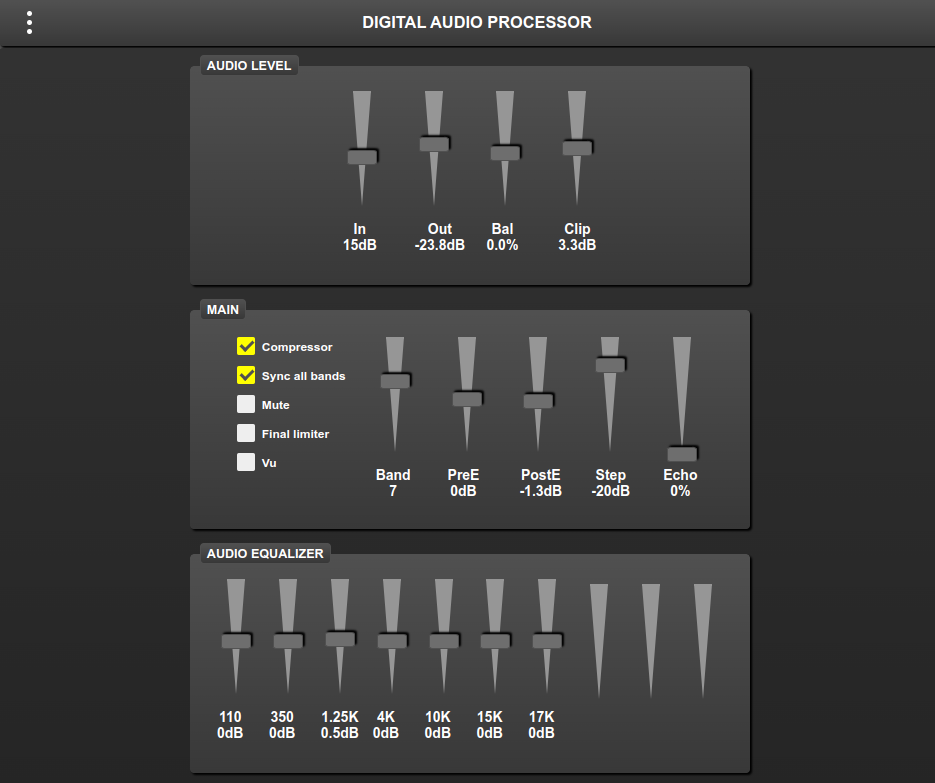 DIGITAL AUDIO PROCESSOR
AUDIO LEVEL
In Out Bal Clip
15dB -23.8dB 0.0% 3.3dB
MAIN
Compressor
Sync all bands
Mute
Final limiter
Vu
Band PreE PostE Step Echo
7 0dB -1.3dB -20dB 0%
AUDIO EQUALIZER
110 350 1.25K 4K 10K 15K 17K
0dB 0dB 0.5dB 0dB 0dB 0dB 0dB